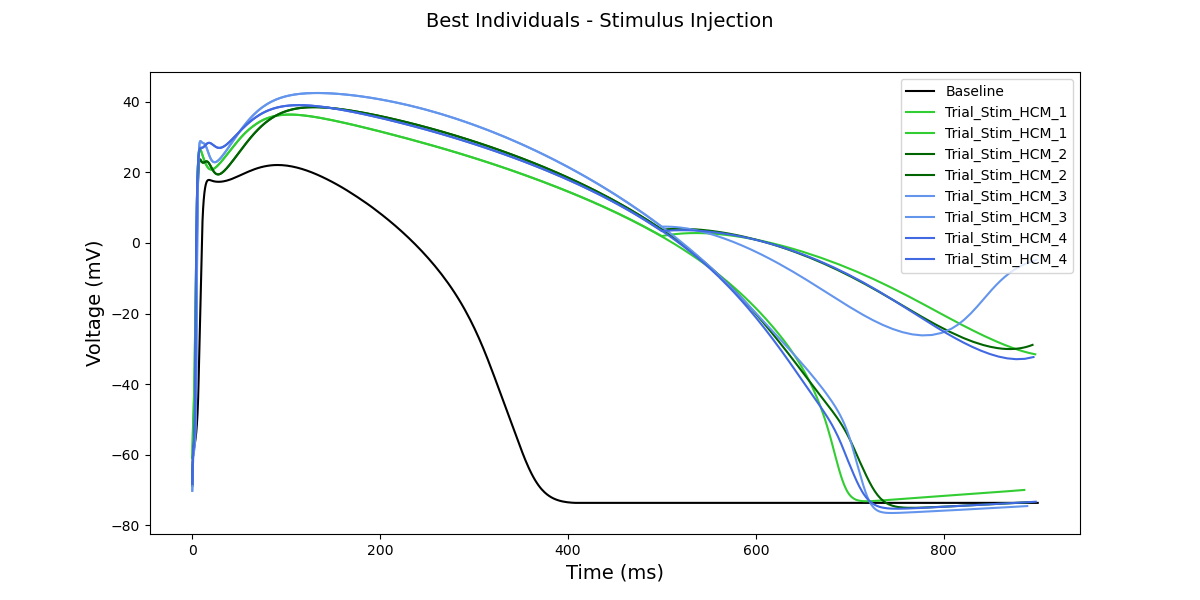 Best Individuals - Stimulus Injection
Baseline
Trial_Stim_HCM_1
Trial_Stim_HCM_1
Trial_Stim_HCM_2
Trial_Stim_HCM_2
Trial_Stim_HCM_3
Trial_Stim_HCM_3
Trial_Stim_HCM_4
Trial_Stim_HCM_4
Voltage (mV)
40
20
0
−20
−40
−60
−80
0 200 400 600 800
Time (ms)